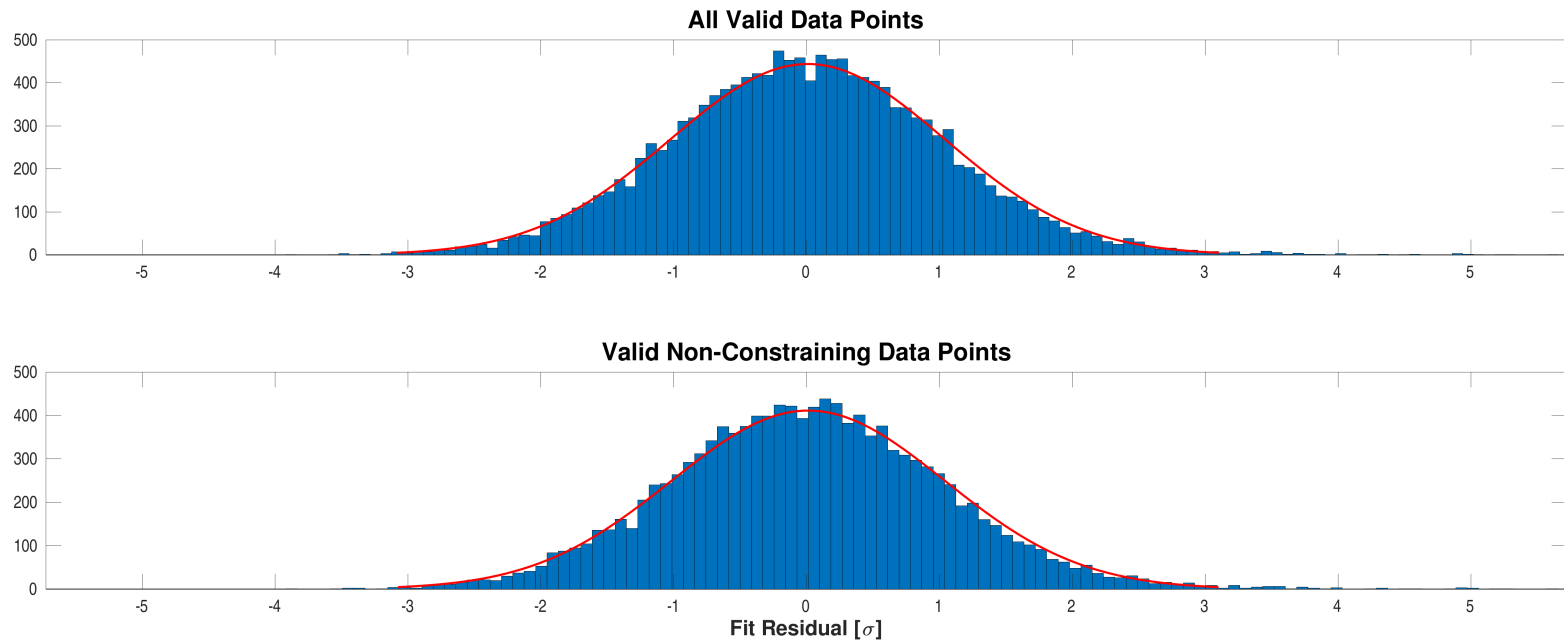 All Valid Data Points
500
400
300
200
100
0
-5 -4 -3 -2 -1 0 1 2 3 4 5
Valid Non-Constraining Data Points
500
400
300
200
100
0
-5 -4 -3 -2 -1 0 1 2 3 4 5
Fit Residual [σ]